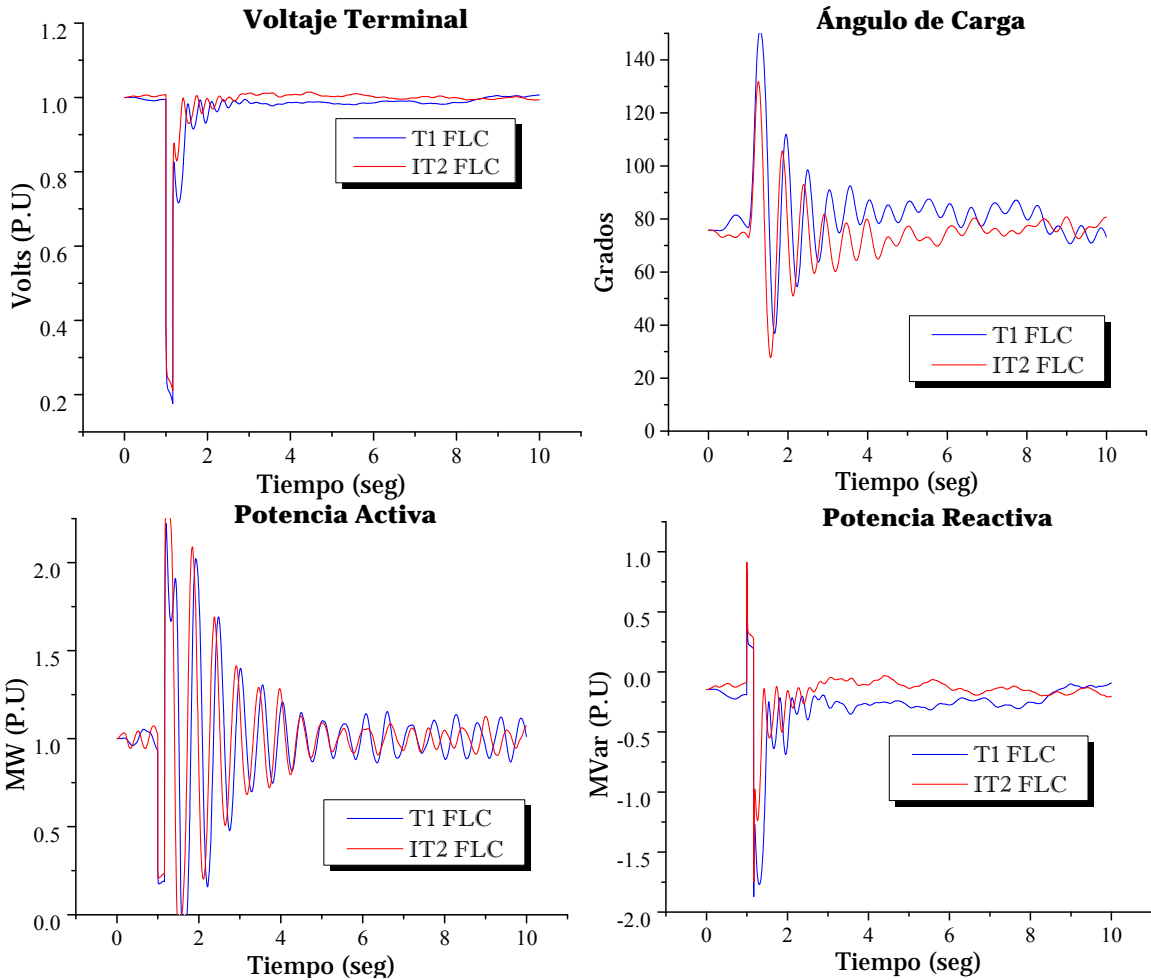 Voltaje Terminal
1.2
1.0
0.8
0.6
0.4
0.2
Volts (P.U)
T1 FLC
IT2 FLC
0 2 4 6 8 10
Tiempo (seg)
Ángulo de Carga
140
120
100
80
60
40
20
0
Grados
T1 FLC
IT2 FLC
0 2 4 6 8 10
Tiempo (seg)
Potencia Activa
2.0
1.5
1.0
0.5
0.0
MW (P.U)
T1 FLC
IT2 FLC
0 2 4 6 8 10
Tiempo (seg)
Potencia Reactiva
1.0
0.5
0.0
-0.5
-1.0
-1.5
-2.0
MVar (P.U)
T1 FLC
IT2 FLC
0 2 4 6 8 10
Tiempo (seg)